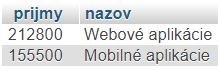 prijmy nazov
212800 Webové aplikácie
155500 Mobilné aplikácie